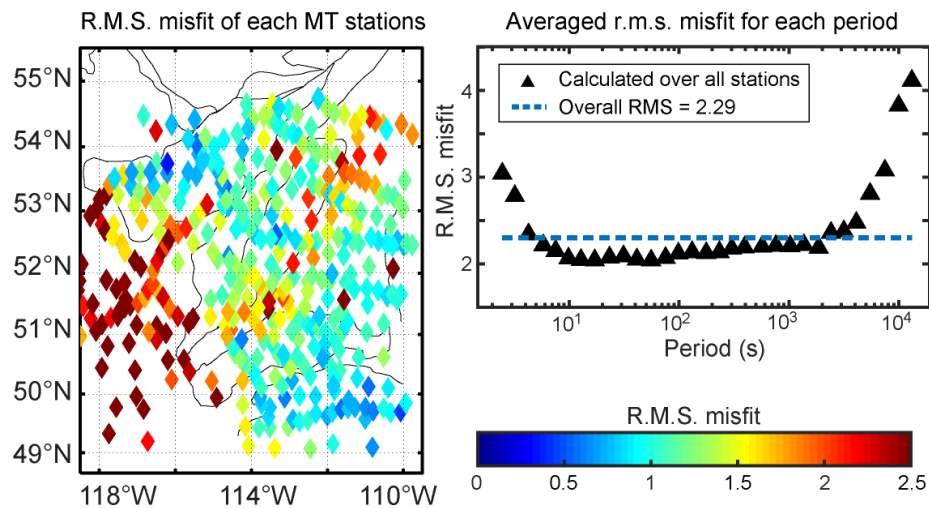 R.M.S. misfit of each MT stations
55°N
54°N
53°N
52°N
51°N
50°N
49°N
118°W
114°W
110°W
Averaged r.m.s. misfit for each period
R.M.S. misfit
4
3
2
▲ Calculated over all stations
Overall RMS = 2.29
10¹
10²
10³
10⁴
Period (s)
R.M.S. misfit
0
0.5
1
1.5
2
2.5